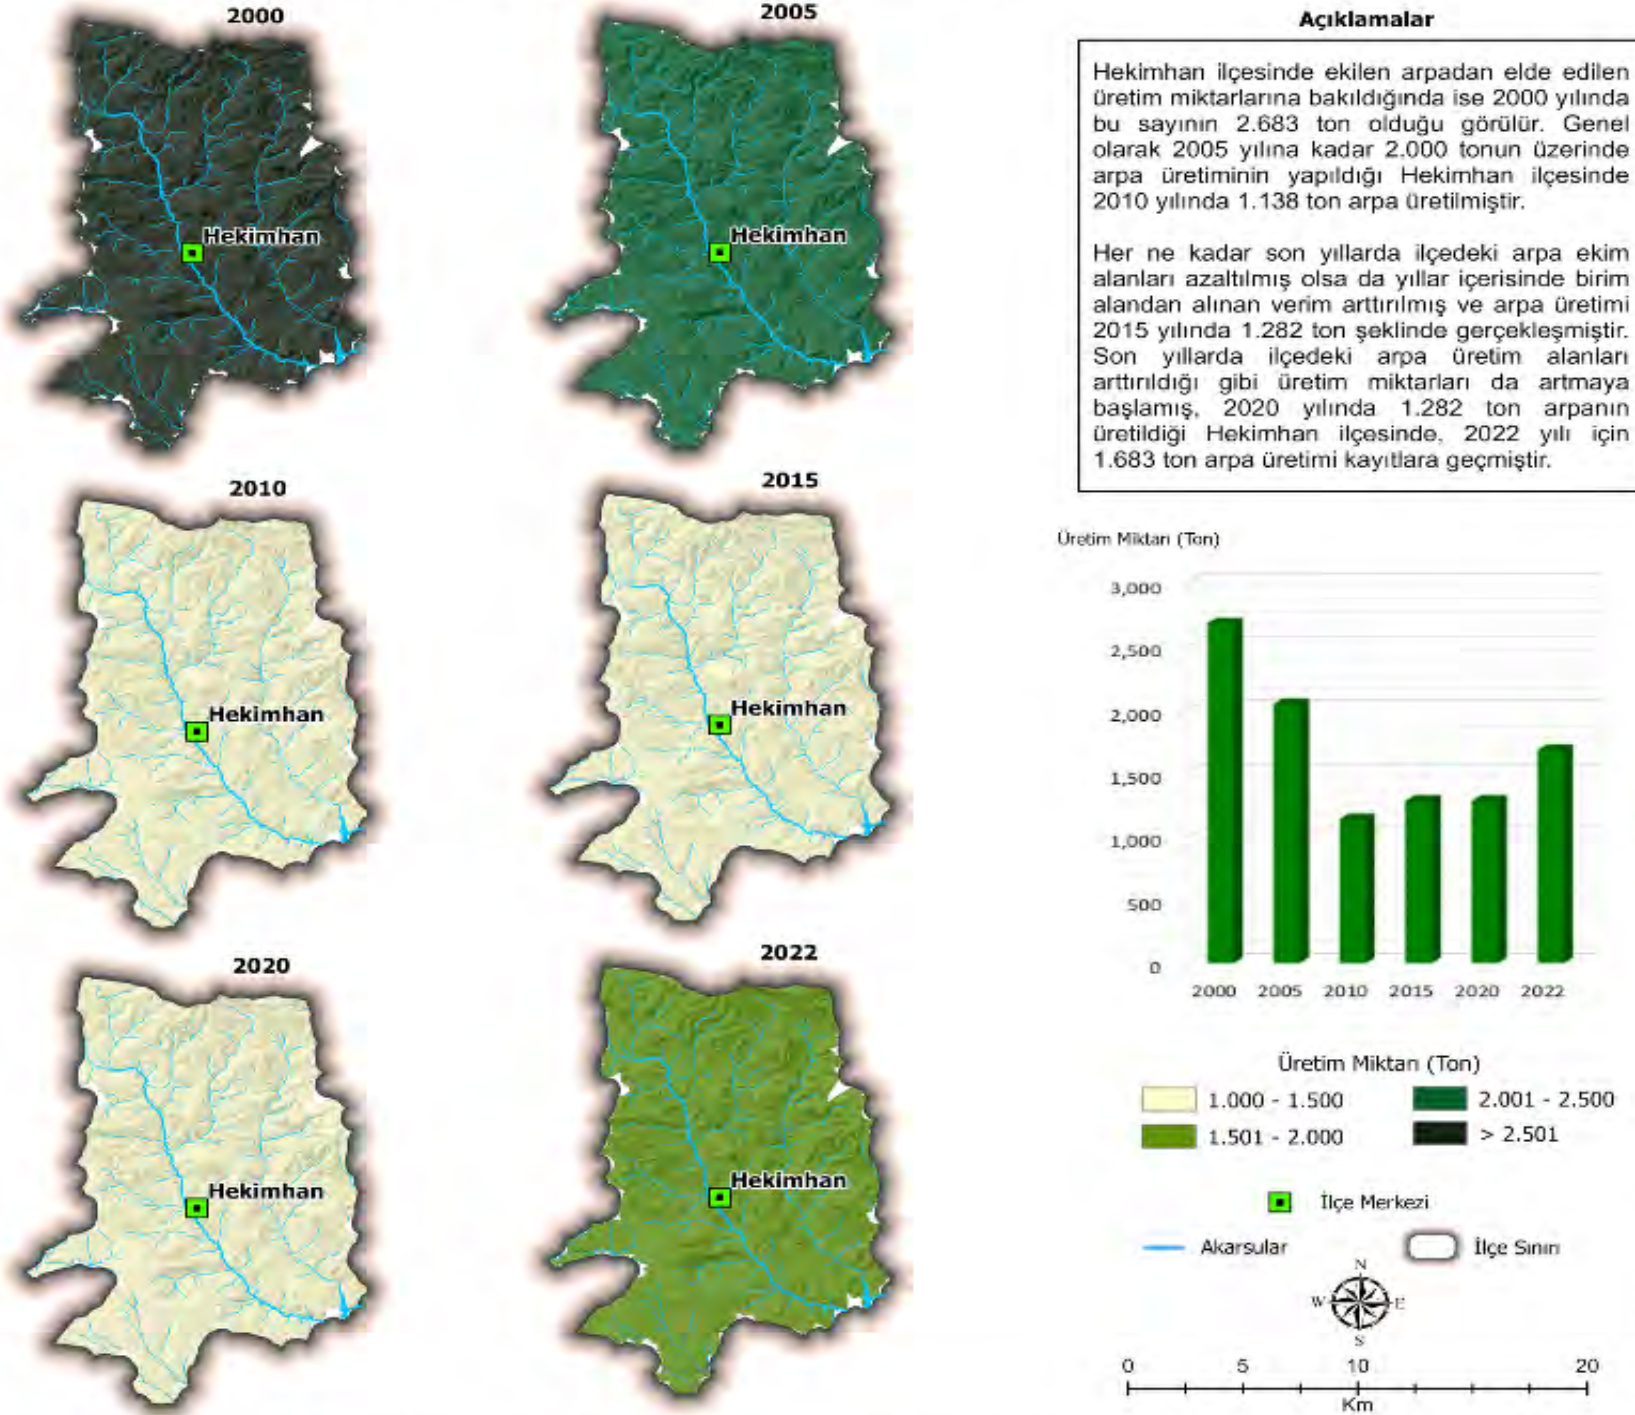 2000
2005
Hekimhan
Hekimhan
2010
2015
Hekimhan
Hekimhan
2020
2022
Hekimhan
Hekimhan
Açıklamalar
Hekimhan ilçesinde ekilen arpadan elde edilen
üretim miktarlarına bakıldığında ise 2000 yılında
bu sayının 2.683 ton olduğu görülür. Genel
olarak 2005 yılına kadar 2.000 tonun üzerinde
arpa üretiminin yapıldığı Hekimhan ilçesinde
2010 yılında 1.138 ton arpa üretilmiştir.
Her ne kadar son yıllarda ilçedeki arpa ekim
alanları azaltılmış olsa da yıllar içerisinde birim
alandan alınan verim arttırılmış ve arpa üretimi
2015 yılında 1.282 ton şeklinde gerçekleşmiştir.
Son yıllarda ilçedeki arpa üretim alanları
arttırıldığı gibi üretim miktarları da artmaya
başlamış, 2020 yılında 1.282 ton arpanın
üretildiği Hekimhan ilçesinde, 2022 yılı için
1.683 ton arpa üretimi kayıtlara geçmiştir.
Üretim Miktarı (Ton)
3,000
2,500
2,000
1,500
1,000
500
0
2000 2005 2010 2015 2020 2022
Üretim Miktarı (Ton)
1.000 - 1.500
2.001 - 2.500
1.501 - 2.000
> 2.501
İlçe Merkezi
Akarsular
İlçe Sınırı
N
W E
S
0 5 10 20
Km